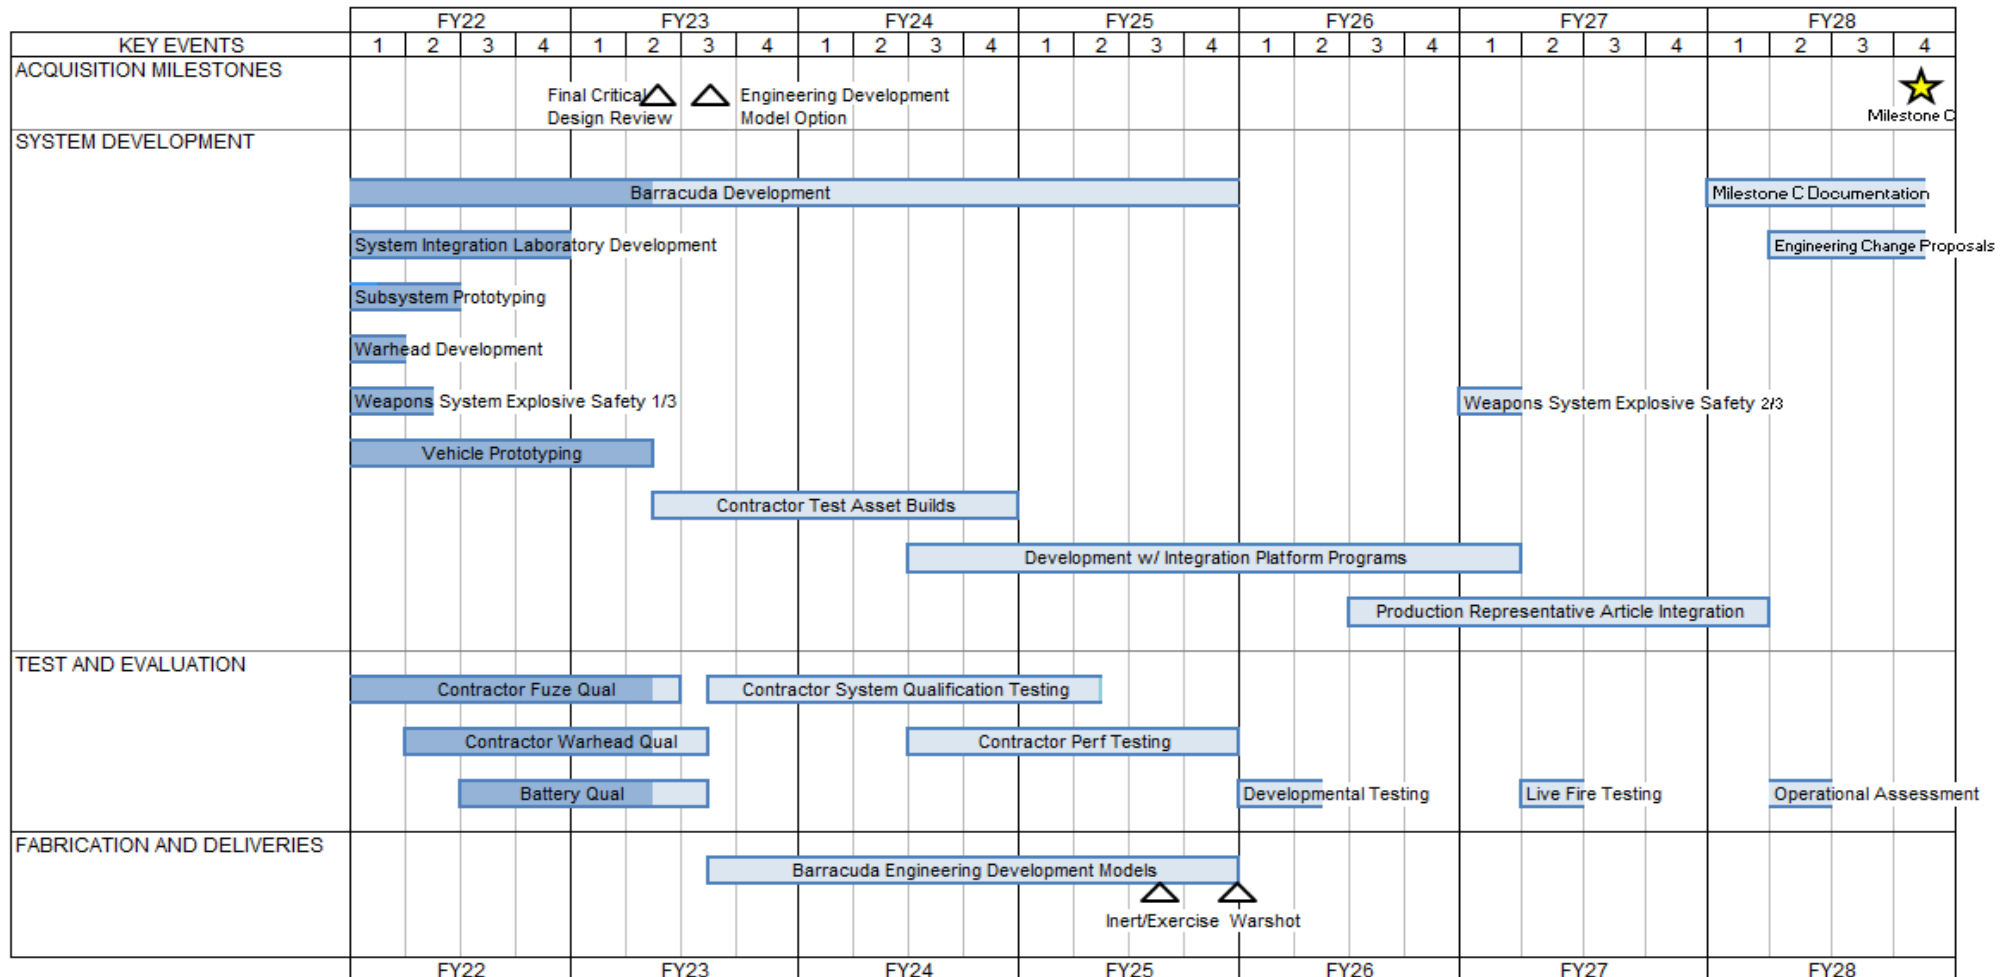 FY22 FY23 FY24 FY25 FY26 FY27 FY28
KEY EVENTS 1 2 3 4 1 2 3 4 1 2 3 4 1 2 3 4 1 2 3 4 1 2 3 4 1 2 3 4
ACQUISITION MILESTONES
Final Critical
Design Review
Engineering Development
Model Option
Milestone C
SYSTEM DEVELOPMENT
Barracuda Development
Milestone C Documentation
System Integration Laboratory Development
Engineering Change Proposals
Subsystem Prototyping
Warhead Development
Weapons System Explosive Safety 1/3
Weapons System Explosive Safety 2/3
Vehicle Prototyping
Contractor Test Asset Builds
Development w/ Integration Platform Programs
Production Representative Article Integration
TEST AND EVALUATION
Contractor Fuze Qual
Contractor System Qualification Testing
Contractor Warhead Qual
Contractor Perf Testing
Battery Qual
Developmental Testing
Live Fire Testing
Operational Assessment
FABRICATION AND DELIVERIES
Barracuda Engineering Development Models
Inert/Exercise Warshot
FY22 FY23 FY24 FY25 FY26 FY27 FY28